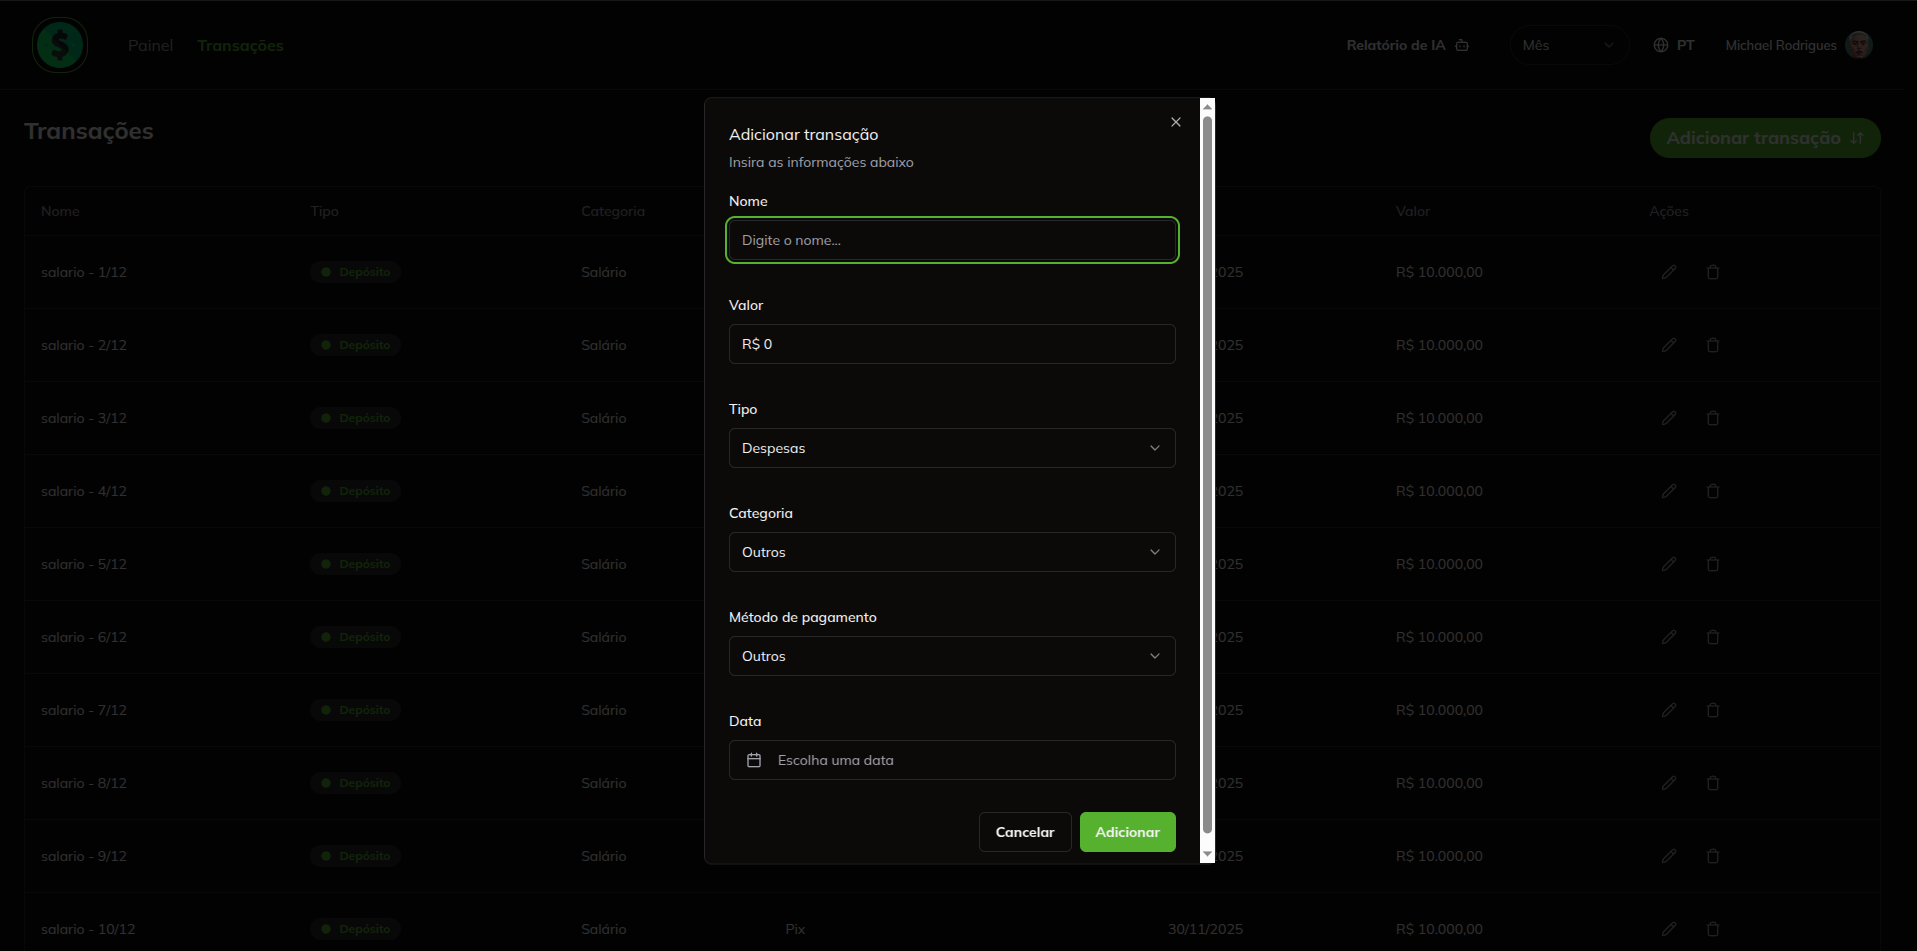 $
Painel
Transações
Relatório de IA
Mês
PT
Michael Rodrigues
Transações
Adicionar transação
Nome Tipo Categoria Valor Ações
salario - 1/12 Depósito Salário 025 R$ 10.000,00
salario - 2/12 Depósito Salário 025 R$ 10.000,00
salario - 3/12 Depósito Salário 025 R$ 10.000,00
salario - 4/12 Depósito Salário 025 R$ 10.000,00
salario - 5/12 Depósito Salário 025 R$ 10.000,00
salario - 6/12 Depósito Salário 025 R$ 10.000,00
salario - 7/12 Depósito Salário 025 R$ 10.000,00
salario - 8/12 Depósito Salário 025 R$ 10.000,00
salario - 9/12 Depósito Salário 025 R$ 10.000,00
salario - 10/12 Depósito Salário Pix 30/11/2025 R$ 10.000,00
Adicionar transação
Insira as informações abaixo
Nome
Digite o nome...
Valor
R$ 0
Tipo
Despesas
Categoria
Outros
Método de pagamento
Outros
Data
Escolha uma data
Cancelar
Adicionar